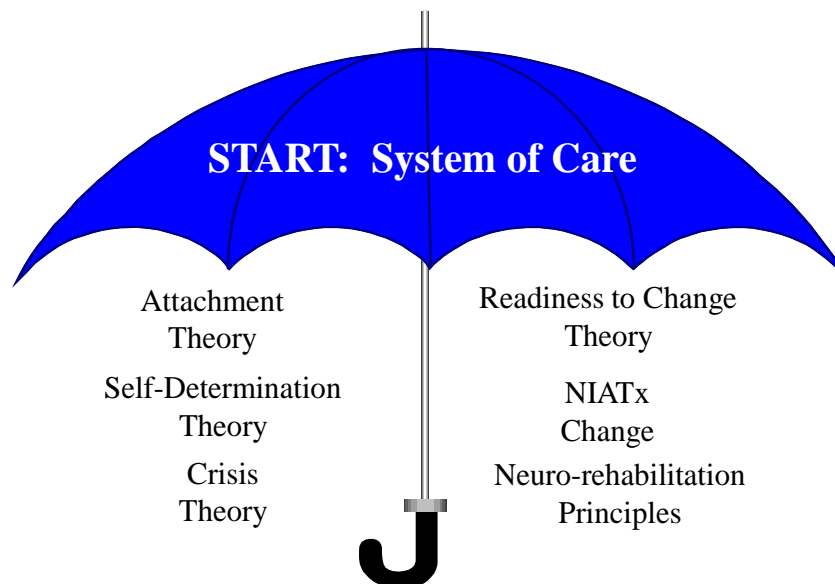 START:  System of Care
Attachment
Theory
Self-Determination
Theory
Crisis
Theory
Readiness to Change
Theory
NIATx
Change
Neuro-rehabilitation
Principles